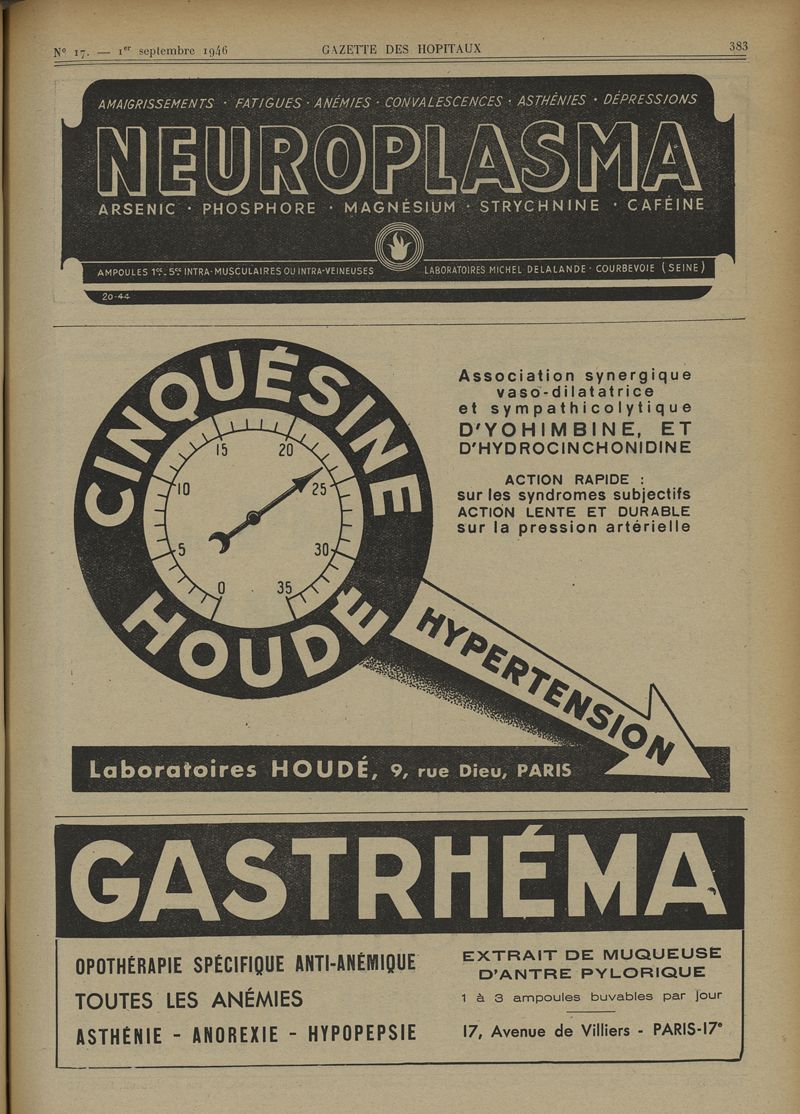 Nº 17. — 1er septembre 1946 GAZETTE DES HOPITAUX 383
AMAIGRISSEMENTS · FATIGUES · ANÉMIES · CONVALESCENCES · ASTHÉNIES · DÉPRESSIONS
NEUROPLASMA
ARSENIC · PHOSPHORE · MAGNÉSIUM · STRYCHNINE · CAFÉINE
AMPOULES 1cc. 5cc INTRA-MUSCULAIRES OU INTRA-VEINEUSES LABORATOIRES MICHEL DELALANDE · COURBEVOIE (SEINE)
20-44
CINQUÉSINE
HOUDÉ
0
5
10
15
20
25
30
35
Association synergique
vaso-dilatatrice
et sympathicolytique
D'YOHIMBINE, ET
D'HYDROCINCHONIDINE
ACTION RAPIDE :
sur les syndromes subjectifs
ACTION LENTE ET DURABLE
sur la pression artérielle
HYPERTENSION
Laboratoires HOUDÉ, 9, rue Dieu, PARIS
GASTRHÉMA
OPOTHÉRAPIE SPÉCIFIQUE ANTI-ANÉMIQUE
TOUTES LES ANÉMIES
ASTHÉNIE - ANOREXIE - HYPOPEPSIE
EXTRAIT DE MUQUEUSE
D'ANTRE PYLORIQUE
1 à 3 ampoules buvables par jour
17, Avenue de Villiers - PARIS-17e